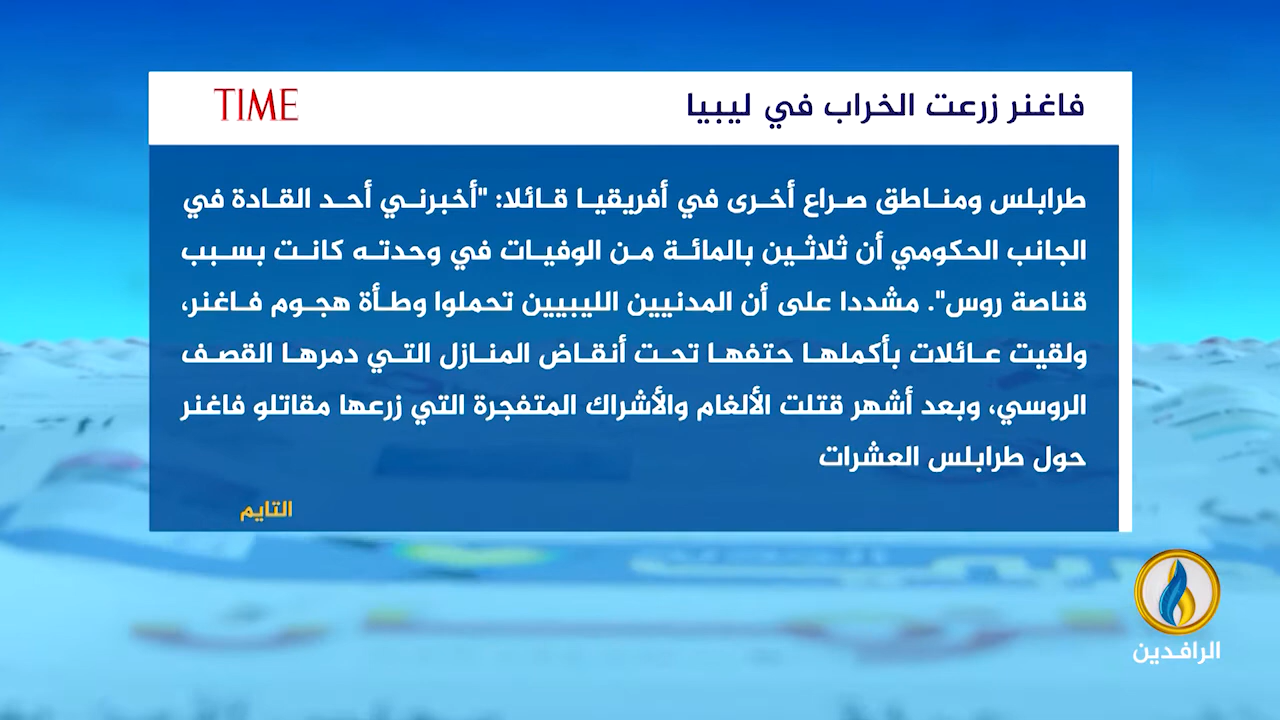 فاغنر زرعت الخراب في ليبيا
TIME
طرابلس ومناطق صراع أخرى في أفريقيا قائلا: "أخبرني أحد القادة في
الجانب الحكومي أن ثلاثين بالمائة من الوفيات في وحدته كانت بسبب
قناصة روس". مشددا على أن المدنيين الليبيين تحملوا وطأة هجوم فاغنر،
ولقيت عائلات بأكملها حتفها تحت أنقاض المنازل التي دمرها القصف
الروسي، وبعد أشهر قتلت الألغام والأشراك المتفجرة التي زرعها مقاتلو فاغنر
حول طرابلس العشرات
التايم
الرافدين